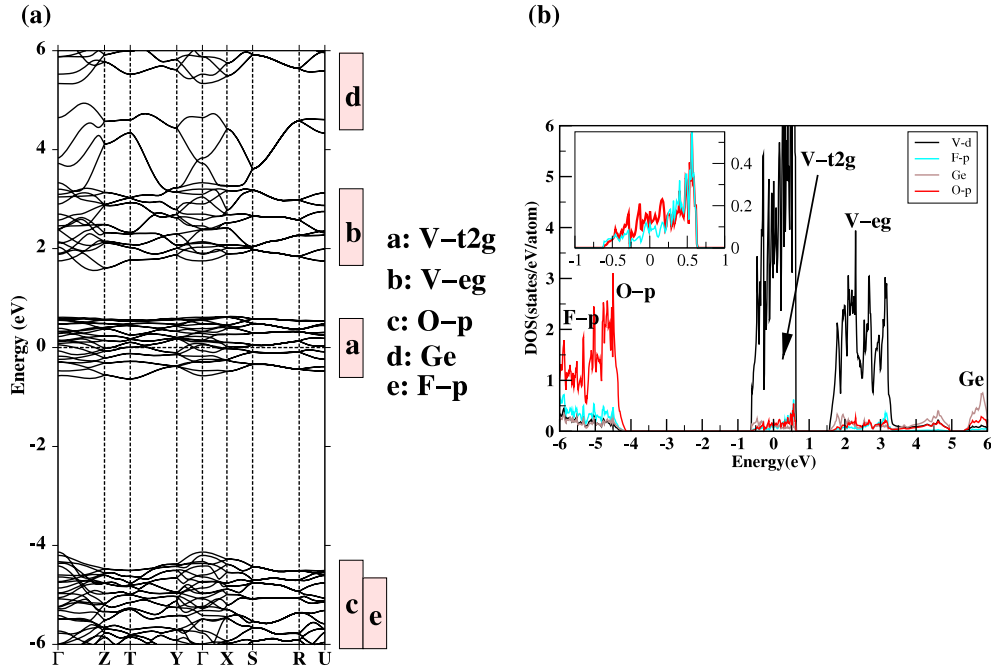 (a)
6
4
2
0
-2
-4
-6
Energy (eV)
Γ Z T Y Γ X S R U
d
b
a
c
e
a: V-t2g
b: V-eg
c: O-p
d: Ge
e: F-p
(b)
6
5
4
3
2
1
0
DOS(states/eV/atom)
-6 -5 -4 -3 -2 -1 0 1 2 3 4 5 6
Energy(eV)
-1 -0.5 0 0.5 1
0.4
0.2
0
V-t2g
V-eg
O-p
F-p
Ge
V-d
F-p
Ge
O-p